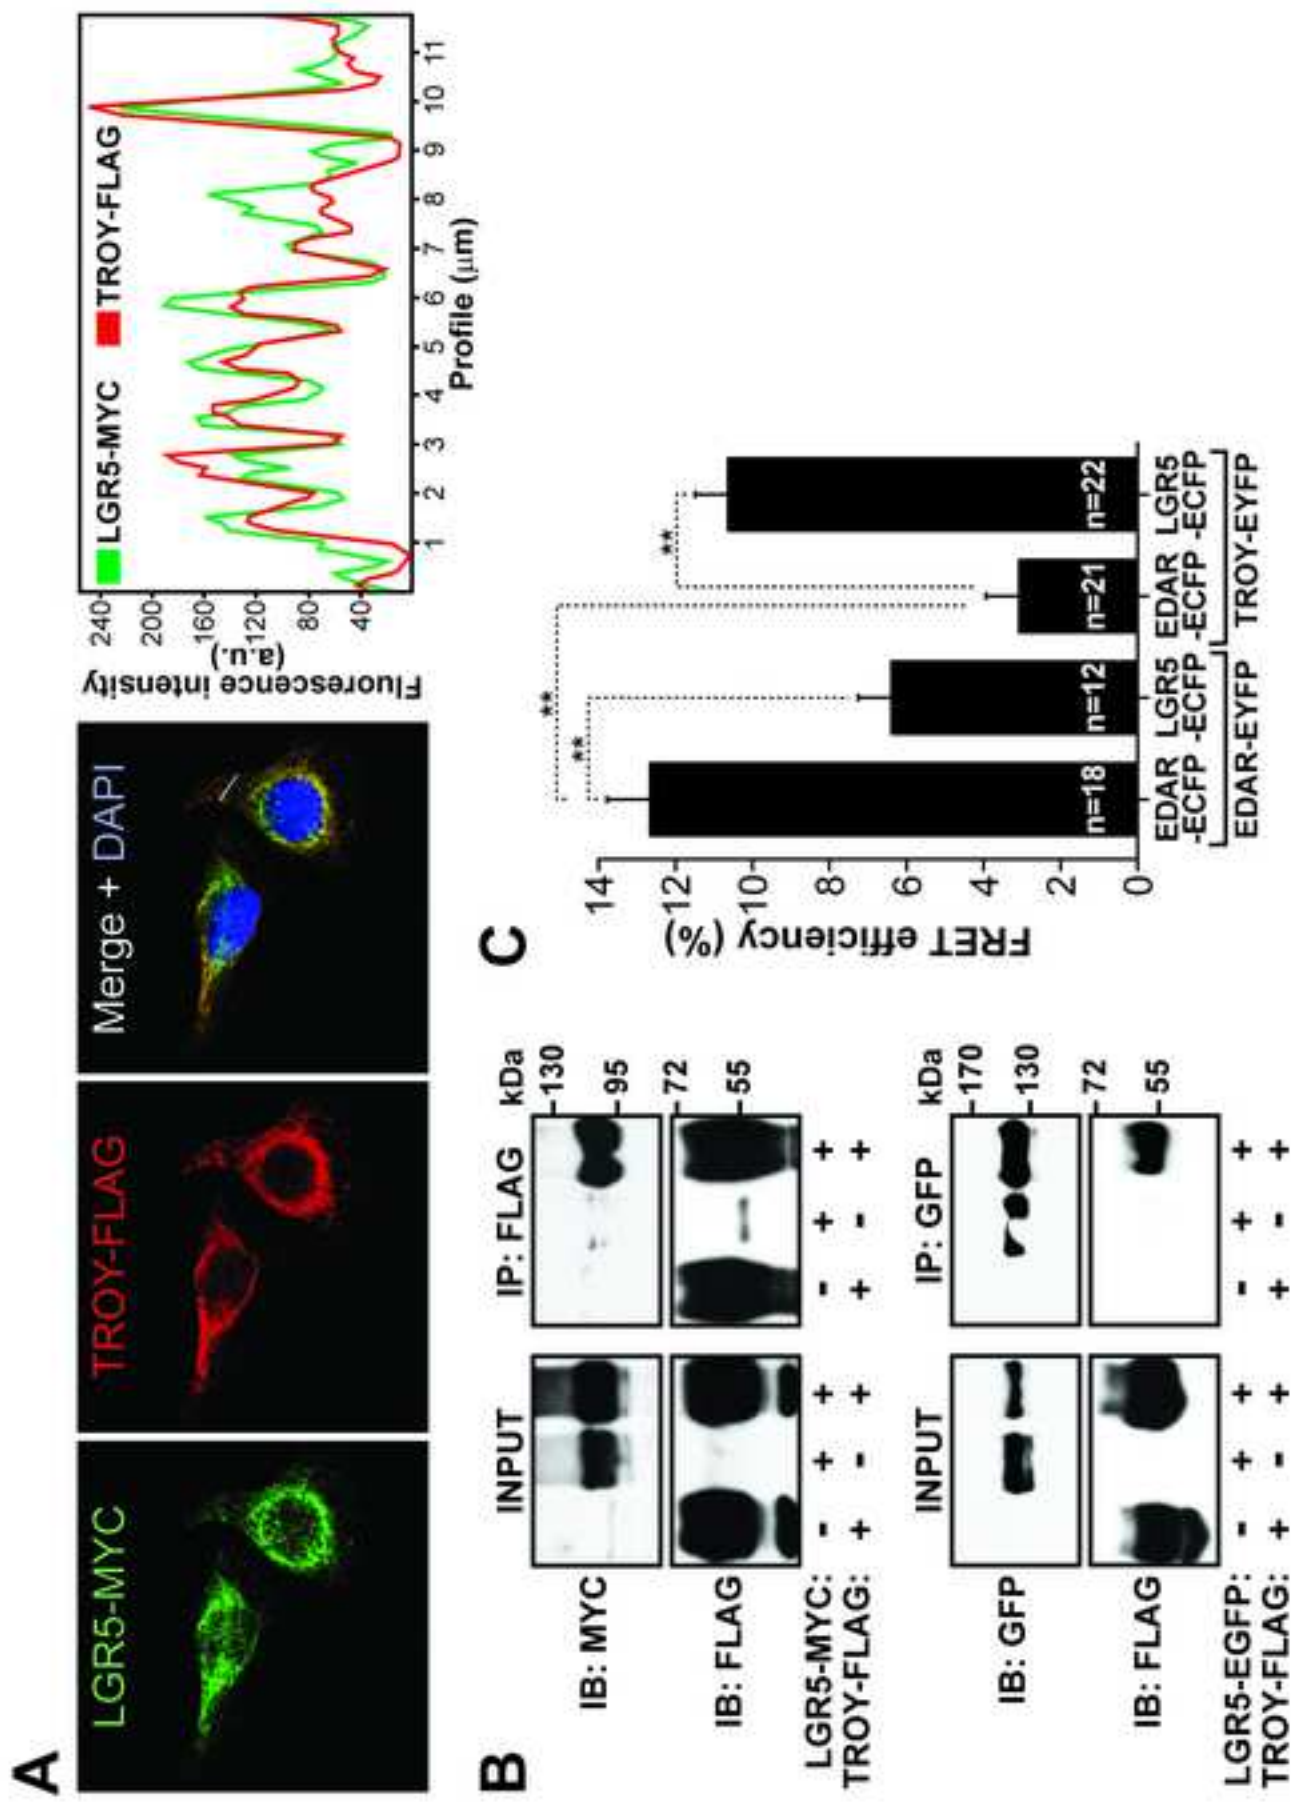 A
LGR5-MYC
TROY-FLAG
Merge + DAPI
Fluorescence intensity
(a.u.)
240
200
160
120
80
40
LGR5-MYC
TROY-FLAG
1 2 3 4 5 6 7 8 9 10 11
Profile (μm)
B
INPUT
IP: FLAG
kDa
IB: MYC
130
95
IB: FLAG
72
55
LGR5-MYC: - + + - + +
TROY-FLAG: + - + + - +
INPUT
IP: GFP
kDa
IB: GFP
170
130
IB: FLAG
72
55
LGR5-EGFP: - + + - + +
TROY-FLAG: + - + + - +
C
FRET efficiency (%)
14
12
10
8
6
4
2
0
**
**
**
n=18 n=12 n=21 n=22
EDAR LGR5 EDAR LGR5
-ECFP -ECFP -ECFP -ECFP
EDAR-EYFP TROY-EYFP